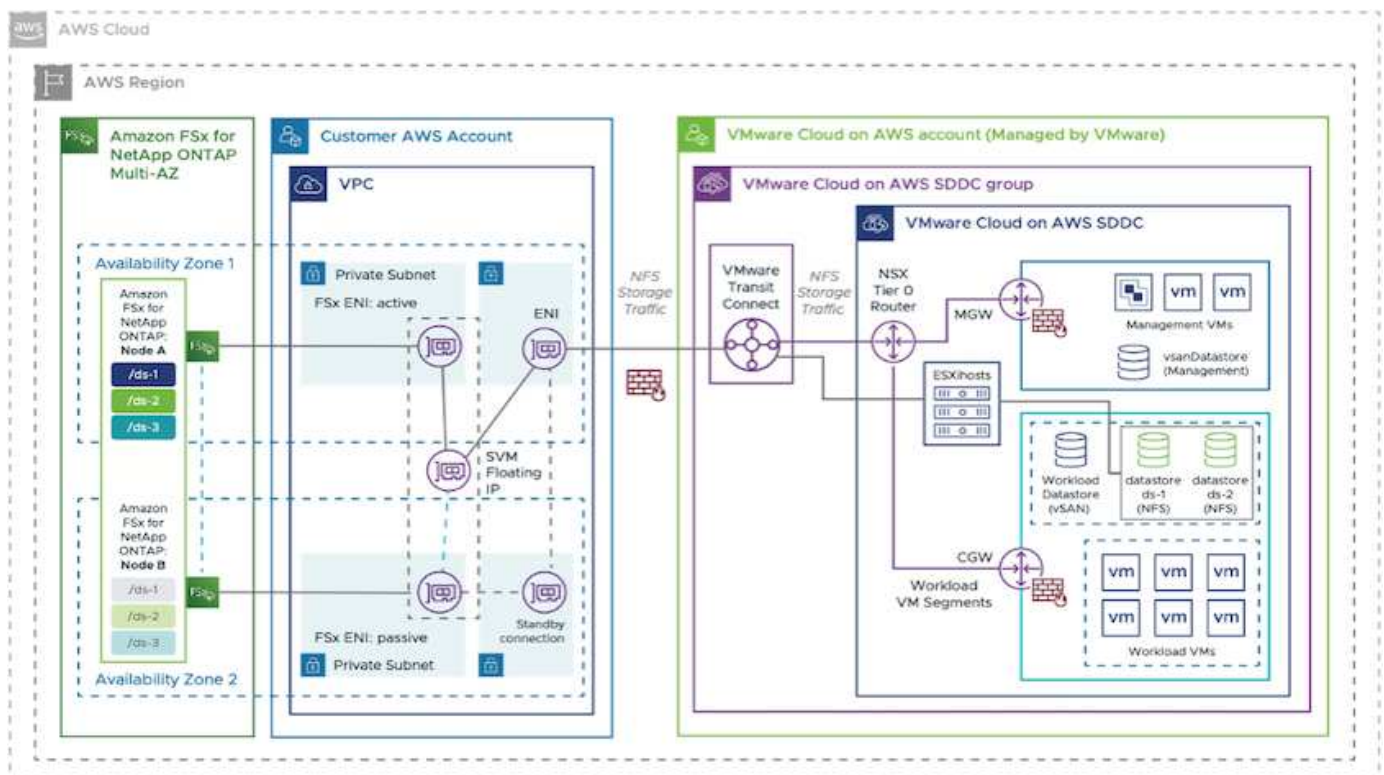 aws
AWS Cloud
AWS Region
FSx
Amazon FSx for
NetApp ONTAP
Multi-AZ
Customer AWS Account
VPC
VMware Cloud on AWS account (Managed by VMware)
VMware Cloud on AWS SDDC group
VMware Cloud on AWS SDDC
Availability Zone 1
Amazon
FSx for
NetApp
ONTAP:
Node A
/ds-1
/ds-2
/ds-3
FSx
Private Subnet
FSx ENI: active
ENI
SVM
Floating
IP
Amazon
FSx for
NetApp
ONTAP:
Node B
/ds-1
/ds-2
/ds-3
FSx
FSx ENI: passive
Private Subnet
Standby
connection
Availability Zone 2
NFS
Storage
Traffic
VMware
Transit
Connect
NFS
Storage
Traffic
NSX
Tier 0
Router
MGW
vm
vm
Management VMs
vsanDatastore
(Management)
ESXihosts
Workload
Datastore
(vSAN)
datastore
ds-1
(NFS)
datastore
ds-2
(NFS)
CGW
Workload
VM Segments
vm
vm
vm
vm
vm
vm
Workload VMs